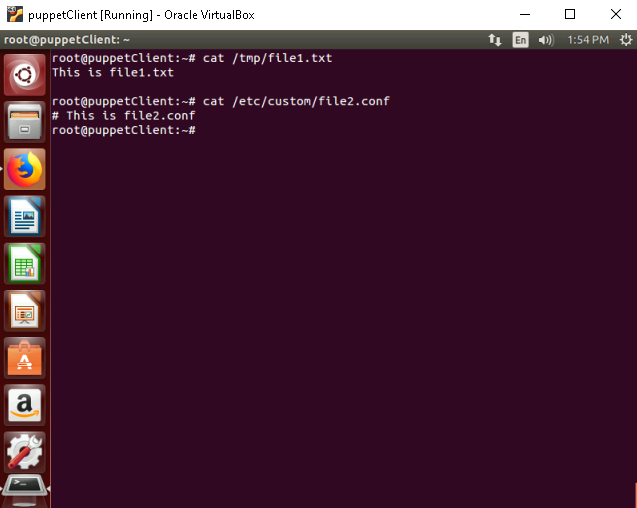 puppetClient [Running] - Oracle VirtualBox
root@puppetClient: ~
En
1:54 PM
root@puppetClient:~# cat /tmp/file1.txt
This is file1.txt
root@puppetClient:~# cat /etc/custom/file2.conf
# This is file2.conf
root@puppetClient:~#